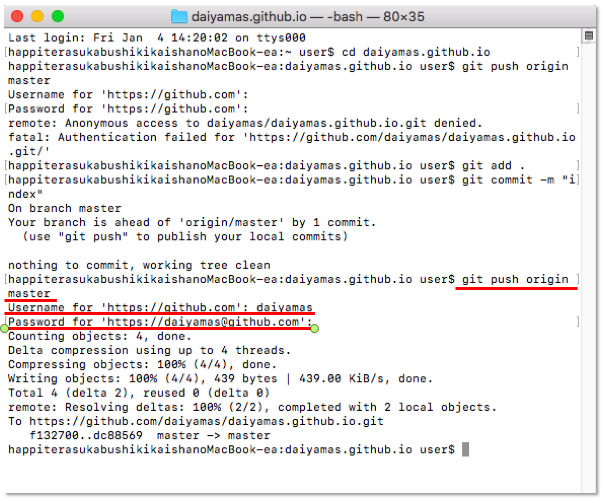 daiyamas.github.io — -bash — 80×35
Last login: Fri Jan  4 14:20:02 on ttys000
[happiterasukabushikikaishanoMacBook-ea:~ user$ cd daiyamas.github.io ]
happiterasukabushikikaishanoMacBook-ea:daiyamas.github.io user$ git push origin
master
Username for 'https://github.com':
[Password for 'https://github.com': ]
remote: Anonymous access to daiyamas/daiyamas.github.io.git denied.
fatal: Authentication failed for 'https://github.com/daiyamas/daiyamas.github.io
.git/'
[happiterasukabushikikaishanoMacBook-ea:daiyamas.github.io user$ git add . ]
[happiterasukabushikikaishanoMacBook-ea:daiyamas.github.io user$ git commit -m "i ]
ndex"
On branch master
Your branch is ahead of 'origin/master' by 1 commit.
  (use "git push" to publish your local commits)
nothing to commit, working tree clean
[happiterasukabushikikaishanoMacBook-ea:daiyamas.github.io user$ git push origin ]
master
Username for 'https://github.com': daiyamas
[Password for 'https://daiyamas@github.com': ]
Counting objects: 4, done.
Delta compression using up to 4 threads.
Compressing objects: 100% (4/4), done.
Writing objects: 100% (4/4), 439 bytes | 439.00 KiB/s, done.
Total 4 (delta 2), reused 0 (delta 0)
remote: Resolving deltas: 100% (2/2), completed with 2 local objects.
To https://github.com/daiyamas/daiyamas.github.io.git
   f132700..dc88569  master -> master
happiterasukabushikikaishanoMacBook-ea:daiyamas.github.io user$